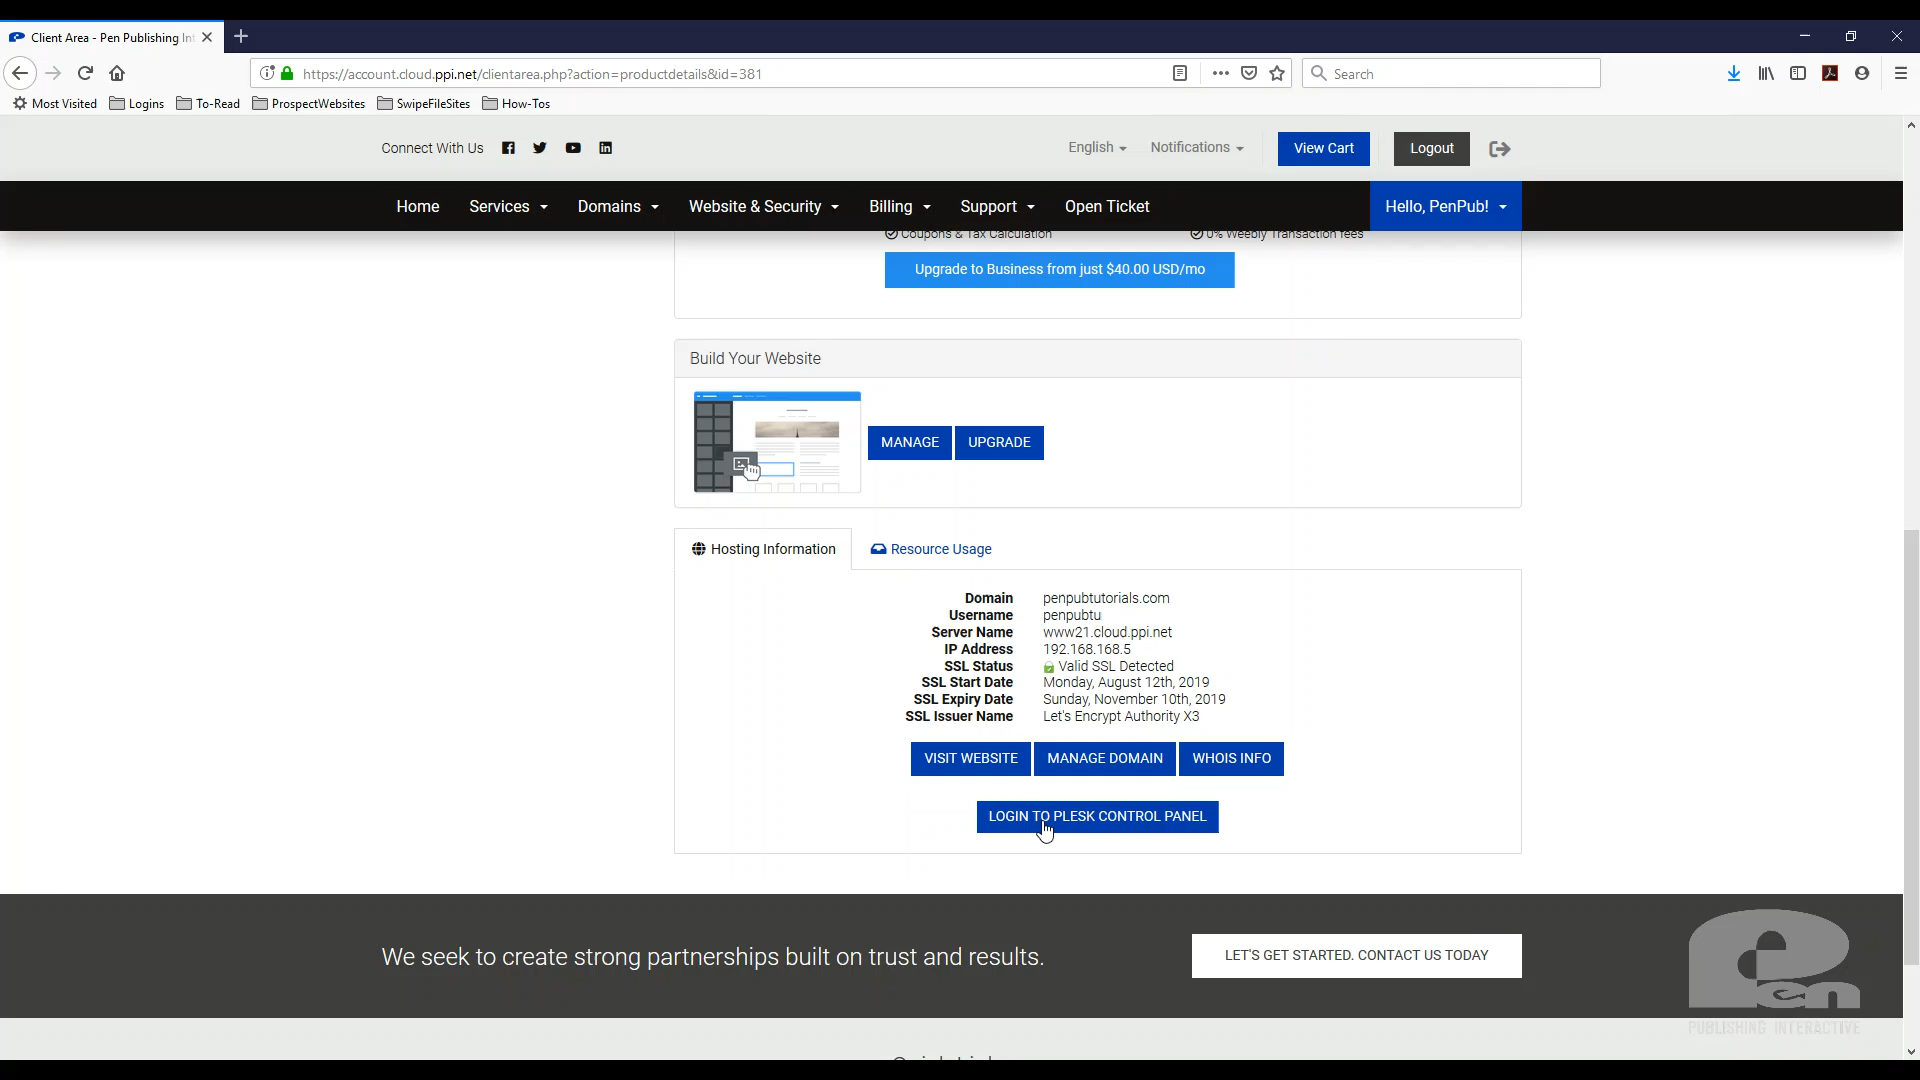 Client Area - Pen Publishing Int
https://account.cloud.ppi.net/clientarea.php?action=productdetails&id=381
Search
Most Visited Logins To-Read ProspectWebsites SwipeFileSites How-Tos
Connect With Us English Notifications View Cart Logout
Home Services Domains Website & Security Billing Support Open Ticket Hello, PenPub!
Coupons & Tax Calculation 0% Weebly Transaction fees
Upgrade to Business from just $40.00 USD/mo
Build Your Website
MANAGE UPGRADE
Hosting Information Resource Usage
Domain penpubtutorials.com
Username penpubtu
Server Name www21.cloud.ppi.net
IP Address 192.168.168.5
SSL Status Valid SSL Detected
SSL Start Date Monday, August 12th, 2019
SSL Expiry Date Sunday, November 10th, 2019
SSL Issuer Name Let's Encrypt Authority X3
VISIT WEBSITE MANAGE DOMAIN WHOIS INFO
LOGIN TO PLESK CONTROL PANEL
We seek to create strong partnerships built on trust and results. LET'S GET STARTED. CONTACT US TODAY
Pen
PUBLISHING INTERACTIVE